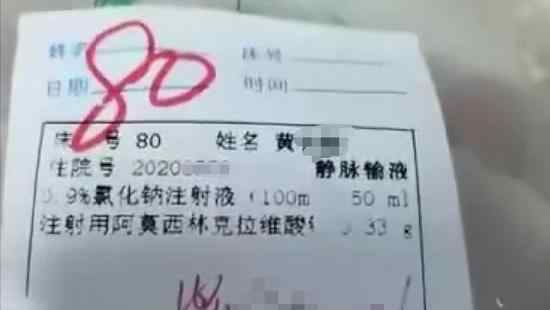 姓名 床号
80
日期 时间
床 号 80 姓名 黄
住院号 2020 静脉输液
0.9%氯化钠注射液 (100m 50 ml
注射用阿莫西林克拉维酸 0.33 g